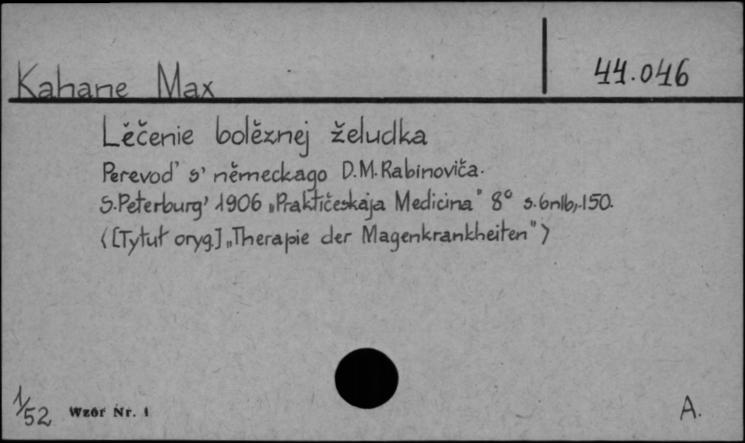 Kahane Max
44.046
Lěčenie bolěznej želudka
Perevod' s' německago D.M.Rabinoviča.
S.Peterburg' 1906 „Praktičeskaja Medicina" 8° s. 6nlb,.150.
([Tytuł oryg.] „Therapie der Magenkrankheiten")
1/52 Wzór Nr. 1
A.